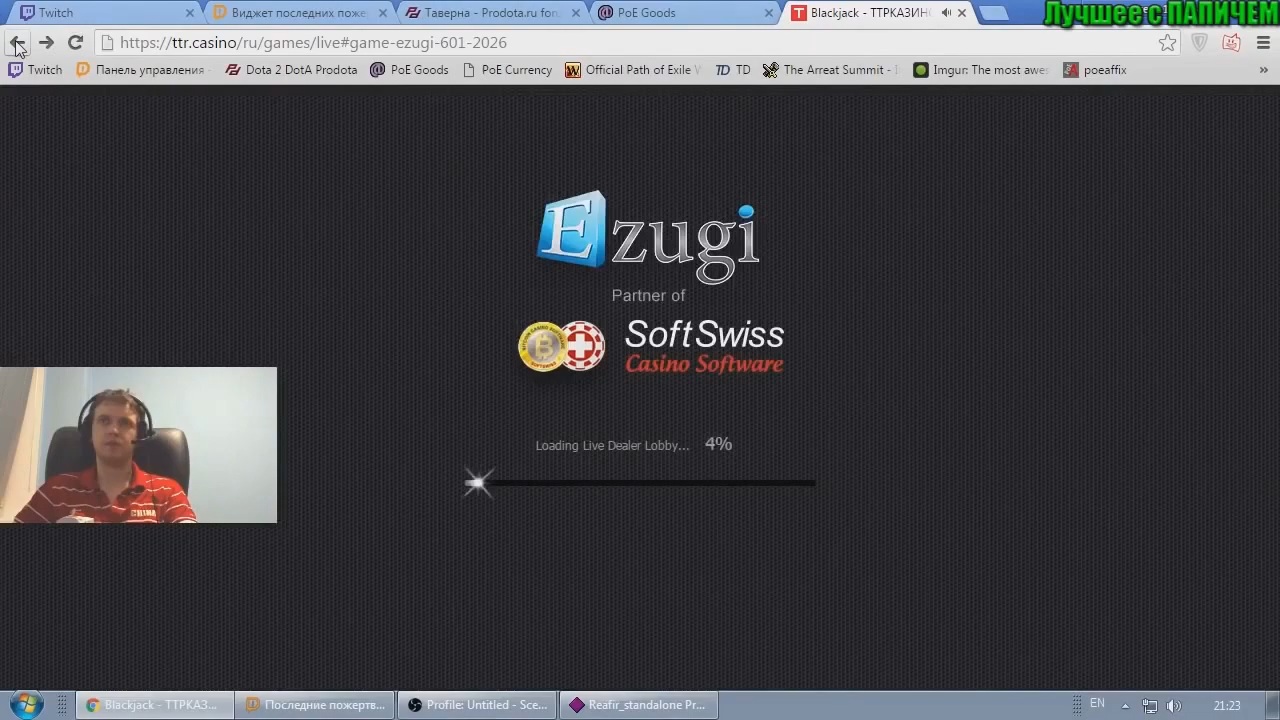 Twitch
Виджет последних поже
Таверна - Prodota.ru fo
PoE Goods
Blackjack - ТТРКАЗИН
Лучшее с ПАПИЧЕМ
https://ttr.casino/ru/games/live#game-ezugi-601-2026
Twitch
Панель управления
Dota 2 DotA Prodota
PoE Goods
PoE Currency
Official Path of Exile
TD TD
The Arreat Summit -
Imgur: The most awe
poeaffix
»
Ezugi
Partner of
SoftSwiss
Casino Software
Loading Live Dealer Lobby... 4%
CHINA
Blackjack - ТТРКАЗ...
Последние пожертв...
Profile: Untitled - Sce...
Reafir_standalone Pr...
EN
21:23